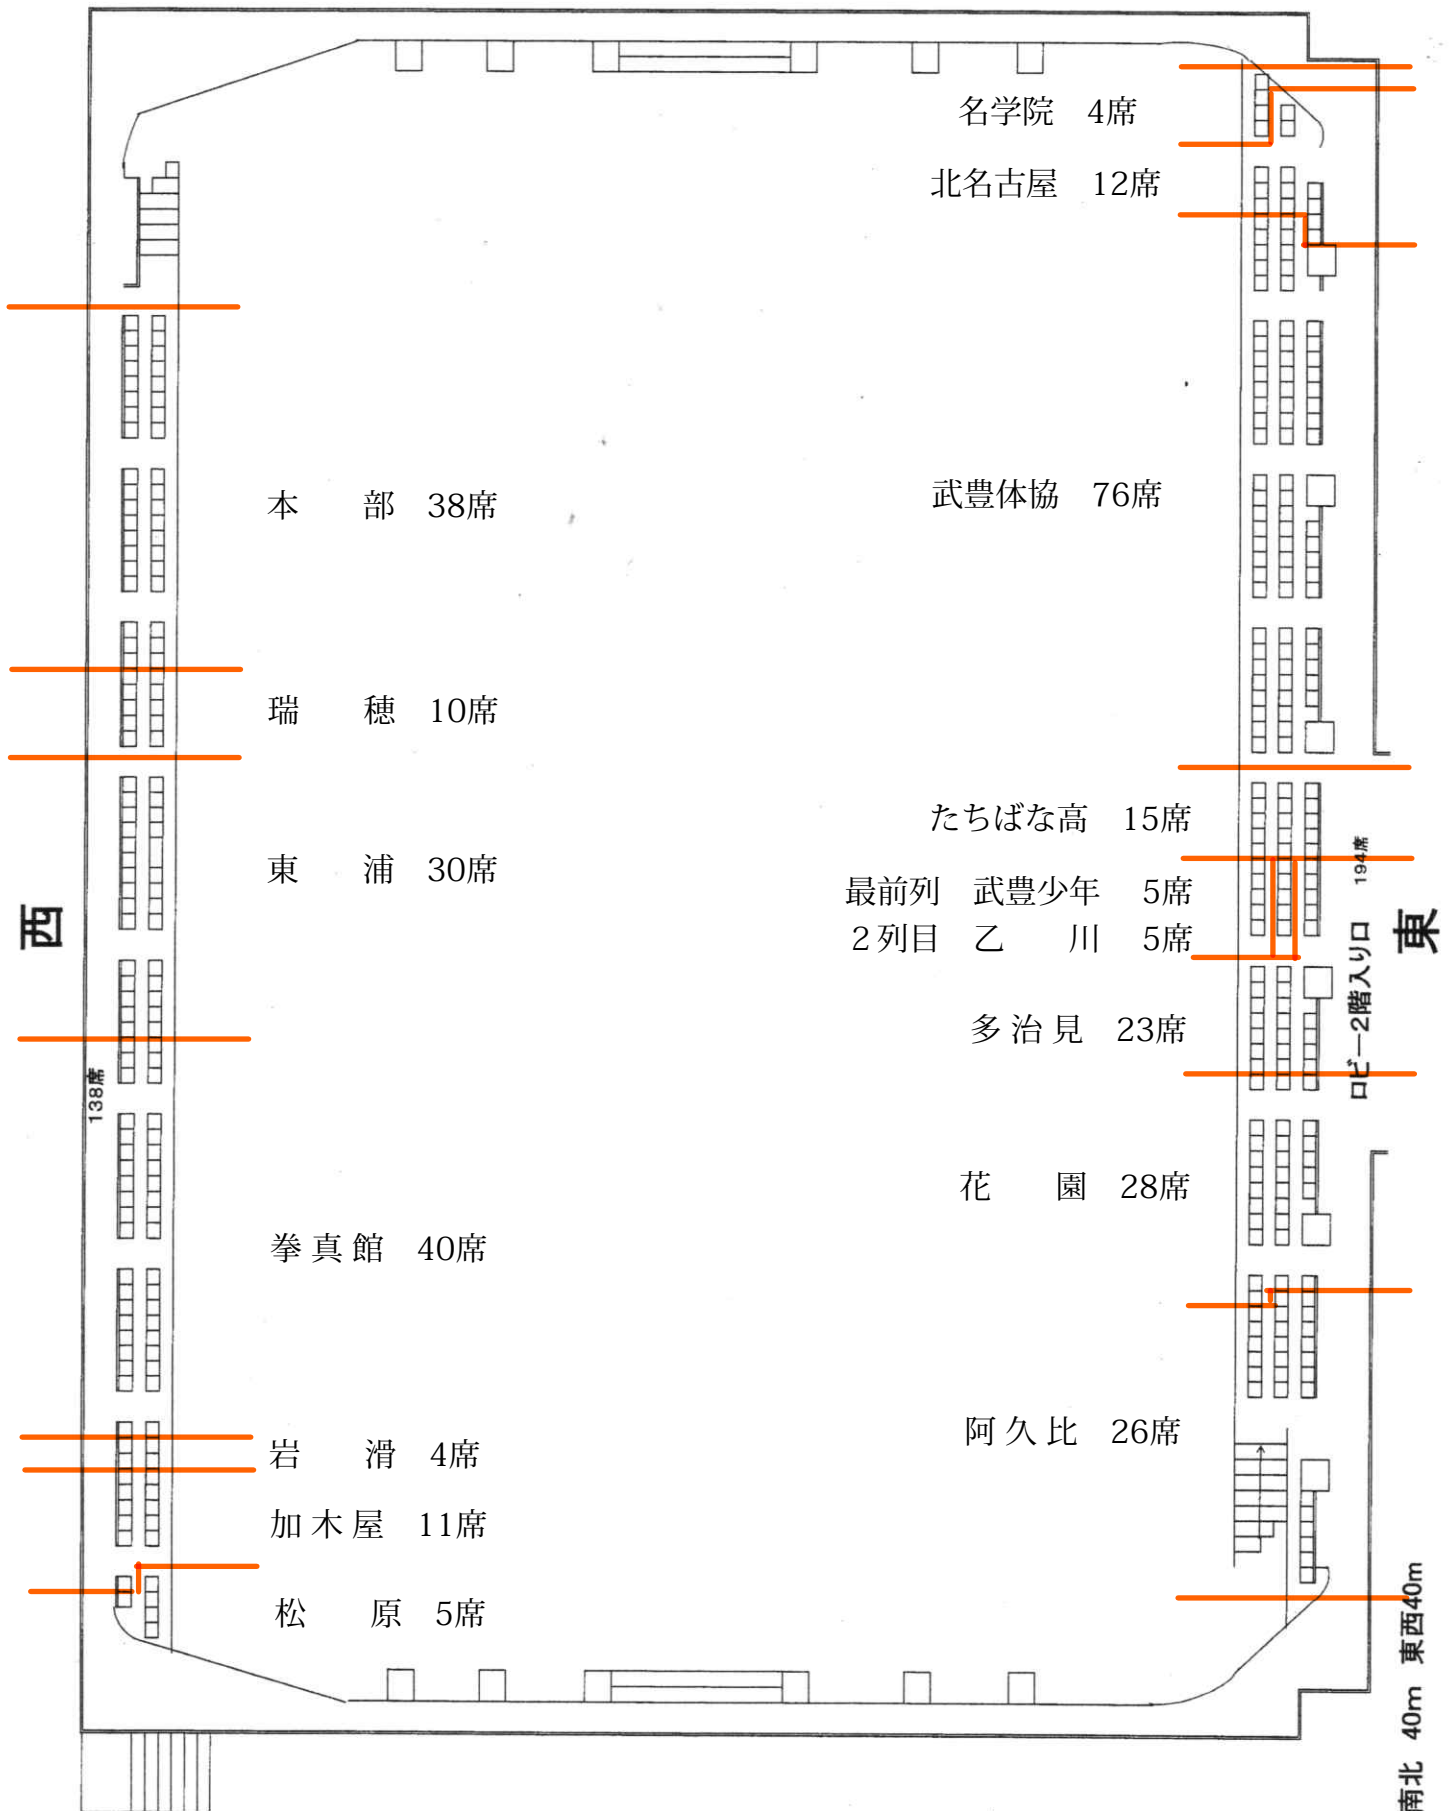 名学院　4席
北名古屋　12席
本　　部　38席
武豊体協　76席
瑞　　穂　10席
たちばな高　15席
東　　浦　30席
最前列　武豊少年　5席
２列目　乙　　川　5席
西
東
194席
ロビー2階入り口
138席
多 治 見　23席
花　　園　28席
拳 真 館　40席
阿 久 比　26席
岩　　滑　4席
加 木 屋　11席
松　　原　5席
南北　40m　東西40m